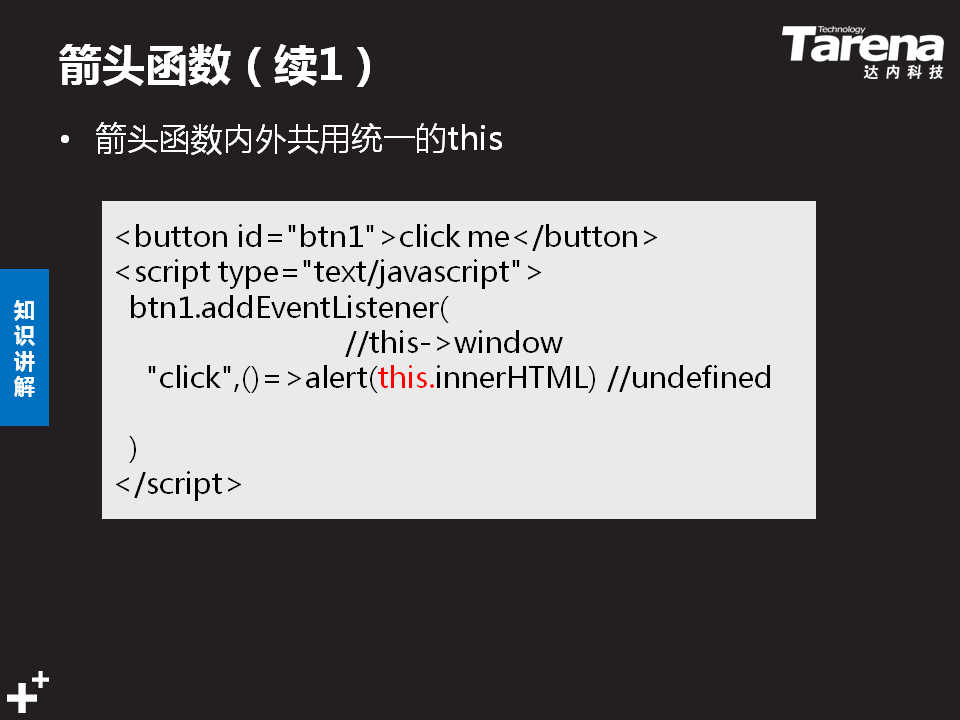 箭头函数（续1）
Technology
Tarena
达内科技
• 箭头函数内外共用统一的this
<button id="btn1">click me</button>
<script type="text/javascript">
btn1.addEventListener(
//this->window
"click",()=>alert(this.innerHTML) //undefined
)
</script>
知识讲解